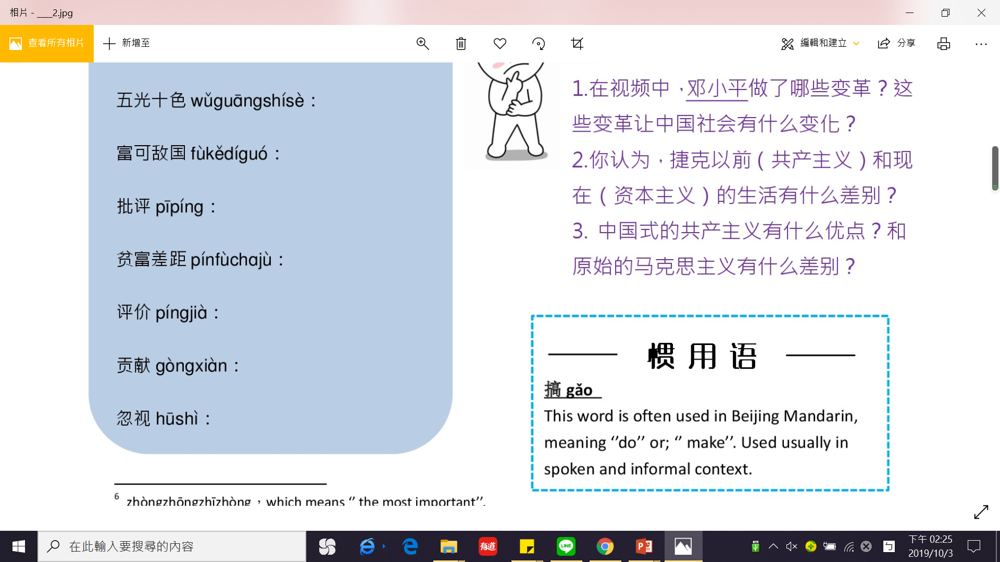 相片 - ___2.jpg
查看所有相片
新增至
編輯和建立
分享
五光十色 wǔguāngshísè：
富可敌国 fùkědíguó：
批评 pīpíng：
贫富差距 pínfùchajù：
评价 píngjià：
贡献 gòngxiàn：
忽视 hūshì：
6 zhòngzhōngzhīzhòng，which means ‘’ the most important’’.
1.在视频中，邓小平做了哪些变革？这
些变革让中国社会有什么变化？
2.你认为，捷克以前（共产主义）和现
在（资本主义）的生活有什么差别？
3. 中国式的共产主义有什么优点？和
原始的马克思主义有什么差别？
惯用语
搞 gǎo
This word is often used in Beijing Mandarin,
meaning ‘’do’’ or; ‘’ make’’. Used usually in
spoken and informal context.
在此輸入要搜尋的內容
有道
LINE
ㄅ
下午 02:25
2019/10/3